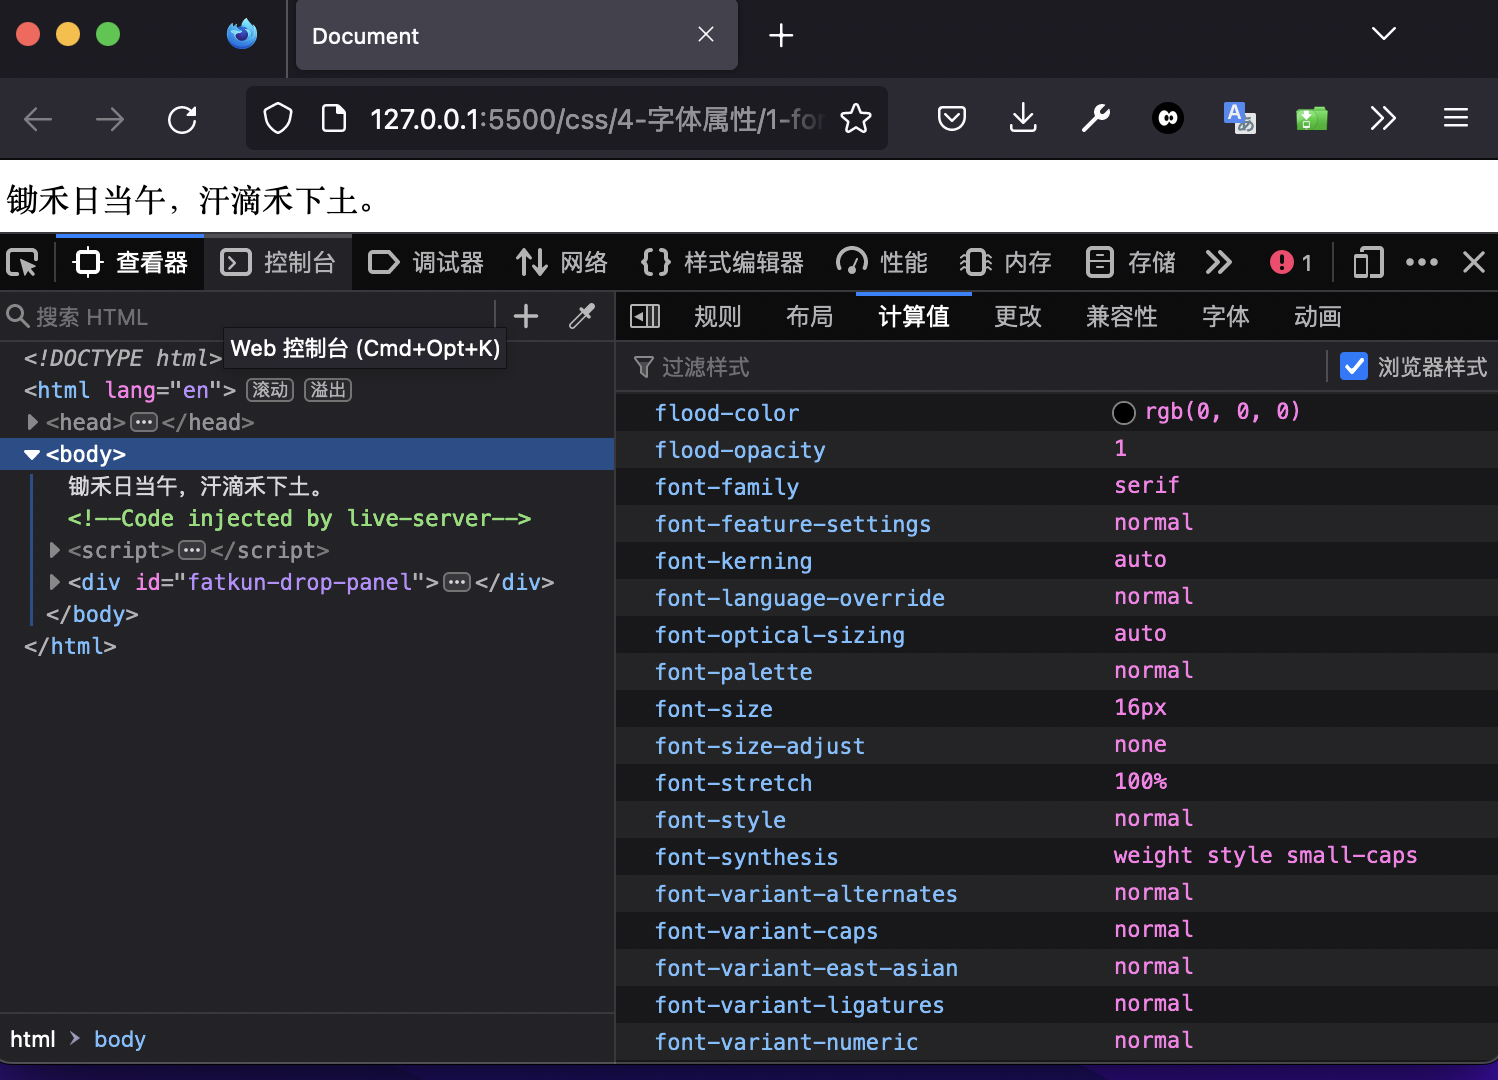 Document
127.0.0.1:5500/css/4-字体属性/1-for
锄禾日当午，汗滴禾下土。
查看器 控制台 调试器 网络 样式编辑器 性能 内存 存储 1
搜索 HTML
规则 布局 计算值 更改 兼容性 字体 动画
Web 控制台 (Cmd+Opt+K)
过滤样式 浏览器样式
<!DOCTYPE html>
<html lang="en"> 滚动 溢出
<head>…</head>
<body>
锄禾日当午，汗滴禾下土。
<!--Code injected by live-server-->
<script>…</script>
<div id="fatkun-drop-panel">…</div>
</body>
</html>
html > body
flood-color rgb(0, 0, 0)
flood-opacity 1
font-family serif
font-feature-settings normal
font-kerning auto
font-language-override normal
font-optical-sizing auto
font-palette normal
font-size 16px
font-size-adjust none
font-stretch 100%
font-style normal
font-synthesis weight style small-caps
font-variant-alternates normal
font-variant-caps normal
font-variant-east-asian normal
font-variant-ligatures normal
font-variant-numeric normal